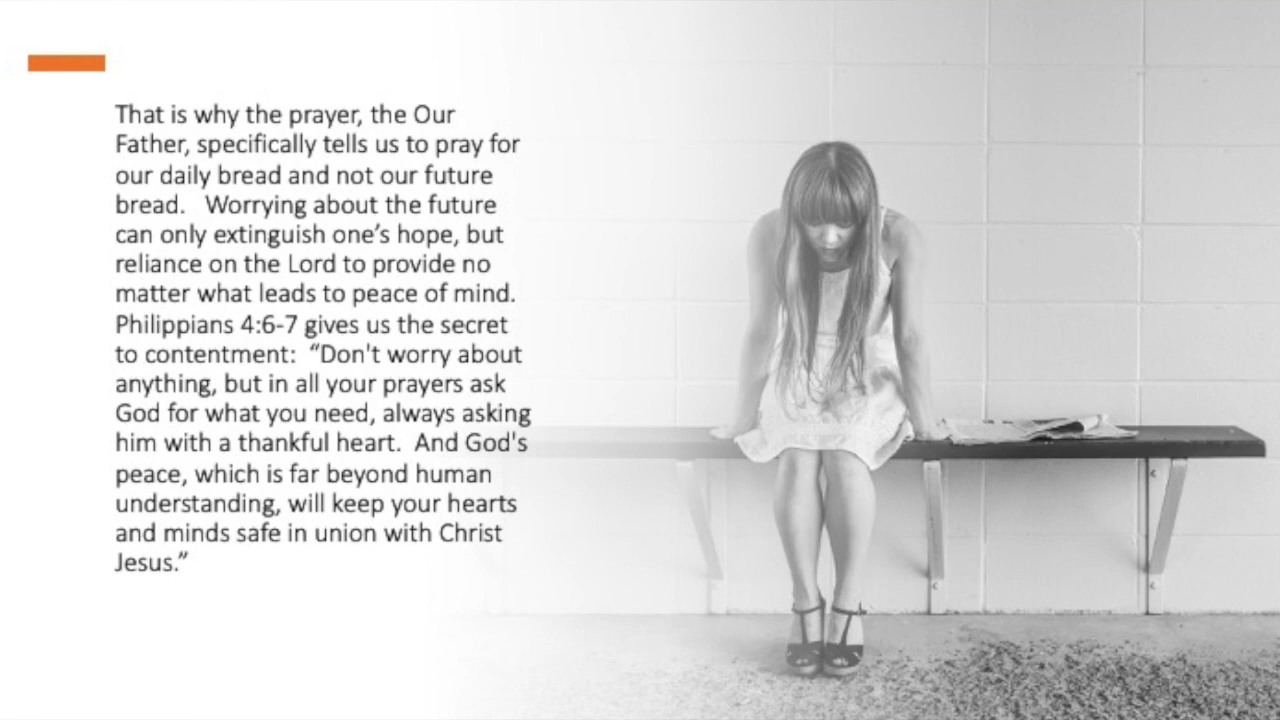 That is why the prayer, the Our
Father, specifically tells us to pray for
our daily bread and not our future
bread.   Worrying about the future
can only extinguish one’s hope, but
reliance on the Lord to provide no
matter what leads to peace of mind.
Philippians 4:6-7 gives us the secret
to contentment:  “Don't worry about
anything, but in all your prayers ask
God for what you need, always asking
him with a thankful heart.  And God's
peace, which is far beyond human
understanding, will keep your hearts
and minds safe in union with Christ
Jesus.”